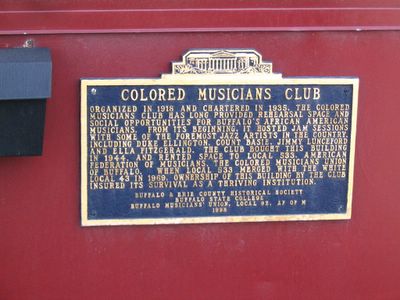 COLORED MUSICIANS CLUB
ORGANIZED IN 1918 AND CHARTERED IN 1935, THE COLORED
MUSICIANS CLUB HAS LONG PROVIDED REHEARSAL SPACE AND
SOCIAL OPPORTUNITIES FOR BUFFALO'S AFRICAN AMERICAN
MUSICIANS. FROM ITS BEGINNING, IT HOSTED JAM SESSIONS
WITH SOME OF THE FOREMOST JAZZ ARTISTS IN THE COUNTRY,
INCLUDING DUKE ELLINGTON, COUNT BASIE, JIMMY LUNCEFORD
AND ELLA FITZGERALD. THE CLUB BOUGHT THIS BUILDING
IN 1944, AND RENTED SPACE TO LOCAL 533, AMERICAN
FEDERATION OF MUSICIANS, THE COLORED MUSICIANS UNION
OF BUFFALO. WHEN LOCAL 533 MERGED WITH THE WHITE
LOCAL 43 IN 1969, OWNERSHIP OF THIS BUILDING BY THE CLUB
INSURED ITS SURVIVAL AS A THRIVING INSTITUTION.
BUFFALO & ERIE COUNTY HISTORICAL SOCIETY
BUFFALO STATE COLLEGE
BUFFALO MUSICIANS' UNION, LOCAL 92, AF OF M
1998